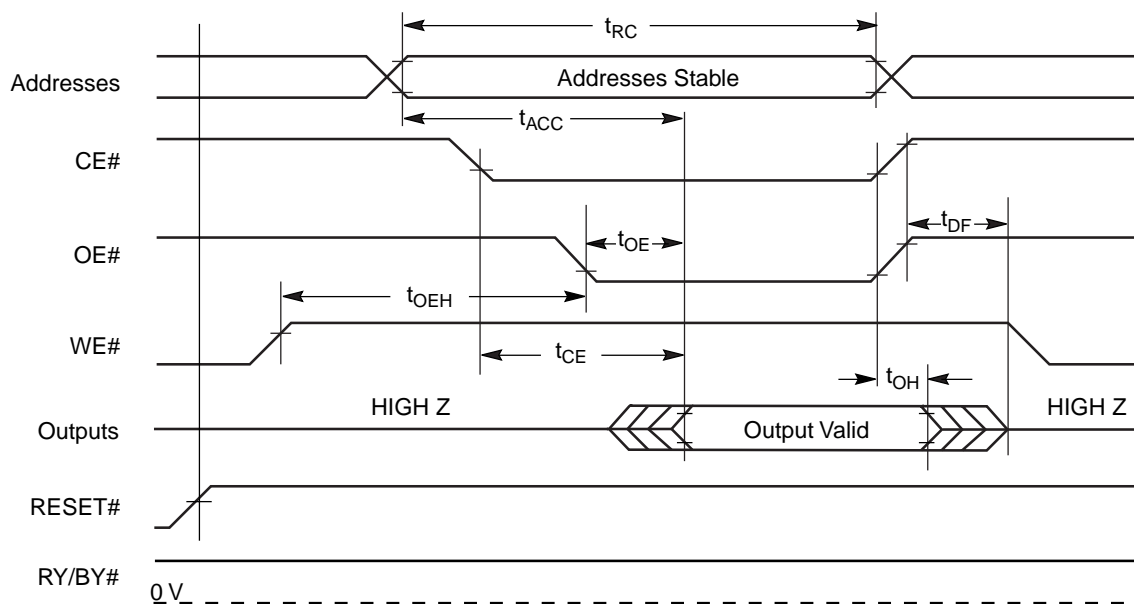 tRC
Addresses
Addresses Stable
tACC
CE#
tDF
OE#
tOE
tOEH
WE#
tCE
tOH
HIGH Z
HIGH Z
Outputs
Output Valid
RESET#
RY/BY#
0 V